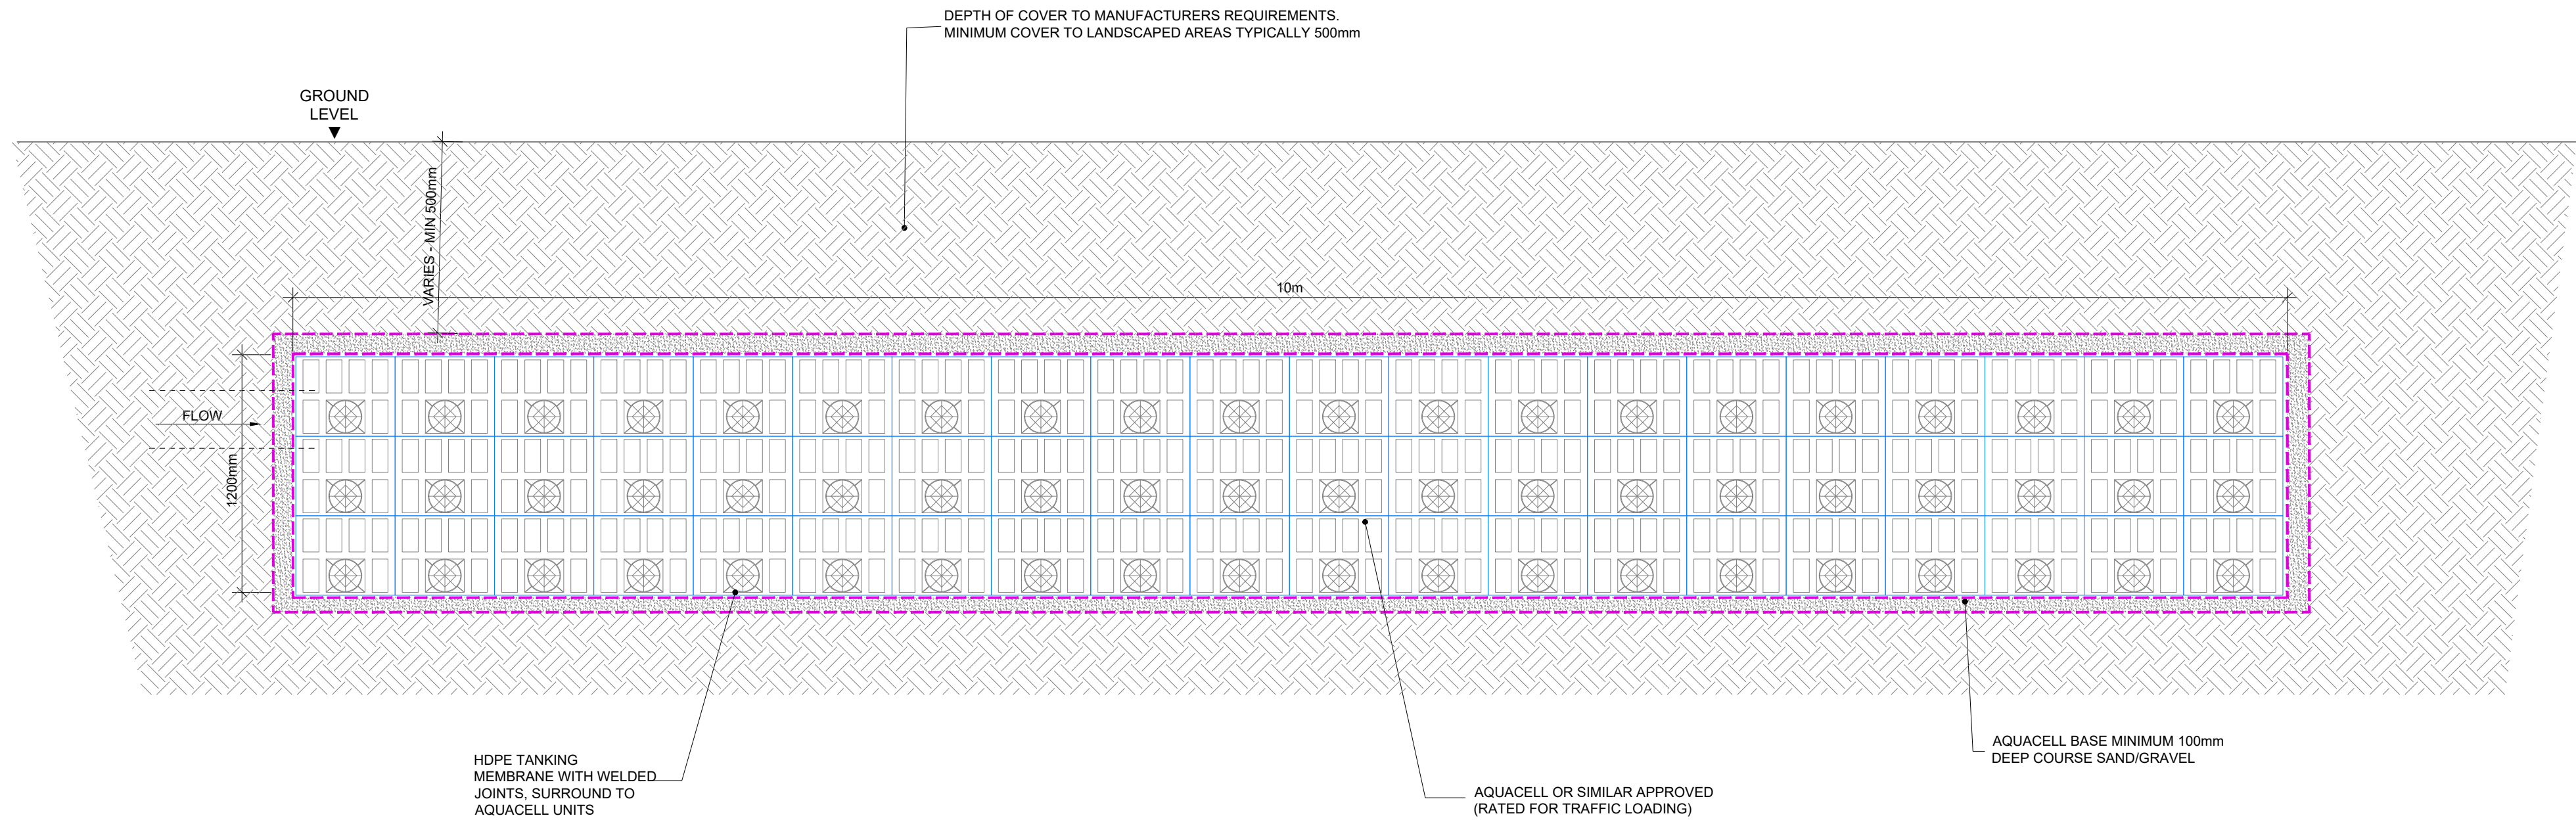 DEPTH OF COVER TO MANUFACTURERS REQUIREMENTS.
MINIMUM COVER TO LANDSCAPED AREAS TYPICALLY 500mm
GROUND
LEVEL
VARIES - MIN 500mm
10m
FLOW
1200mm
HDPE TANKING
MEMBRANE WITH WELDED
JOINTS, SURROUND TO
AQUACELL UNITS
AQUACELL OR SIMILAR APPROVED
(RATED FOR TRAFFIC LOADING)
AQUACELL BASE MINIMUM 100mm
DEEP COURSE SAND/GRAVEL